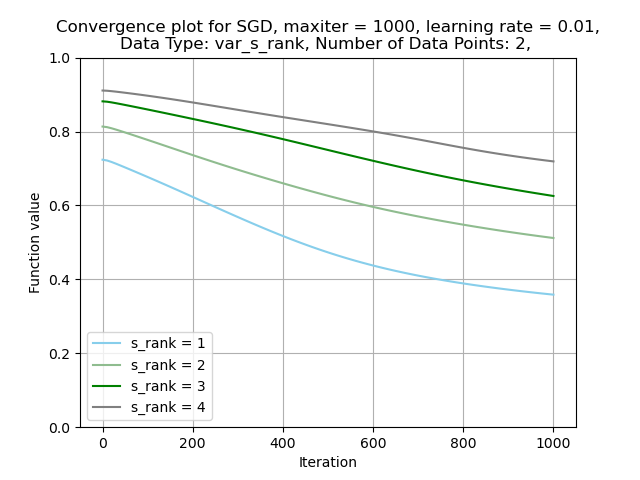 Convergence plot for SGD, maxiter = 1000, learning rate = 0.01,
Data Type: var_s_rank, Number of Data Points: 2,
1.0
0.8
0.6
0.4
0.2
0.0
Function value
s_rank = 1
s_rank = 2
s_rank = 3
s_rank = 4
0 200 400 600 800 1000
Iteration